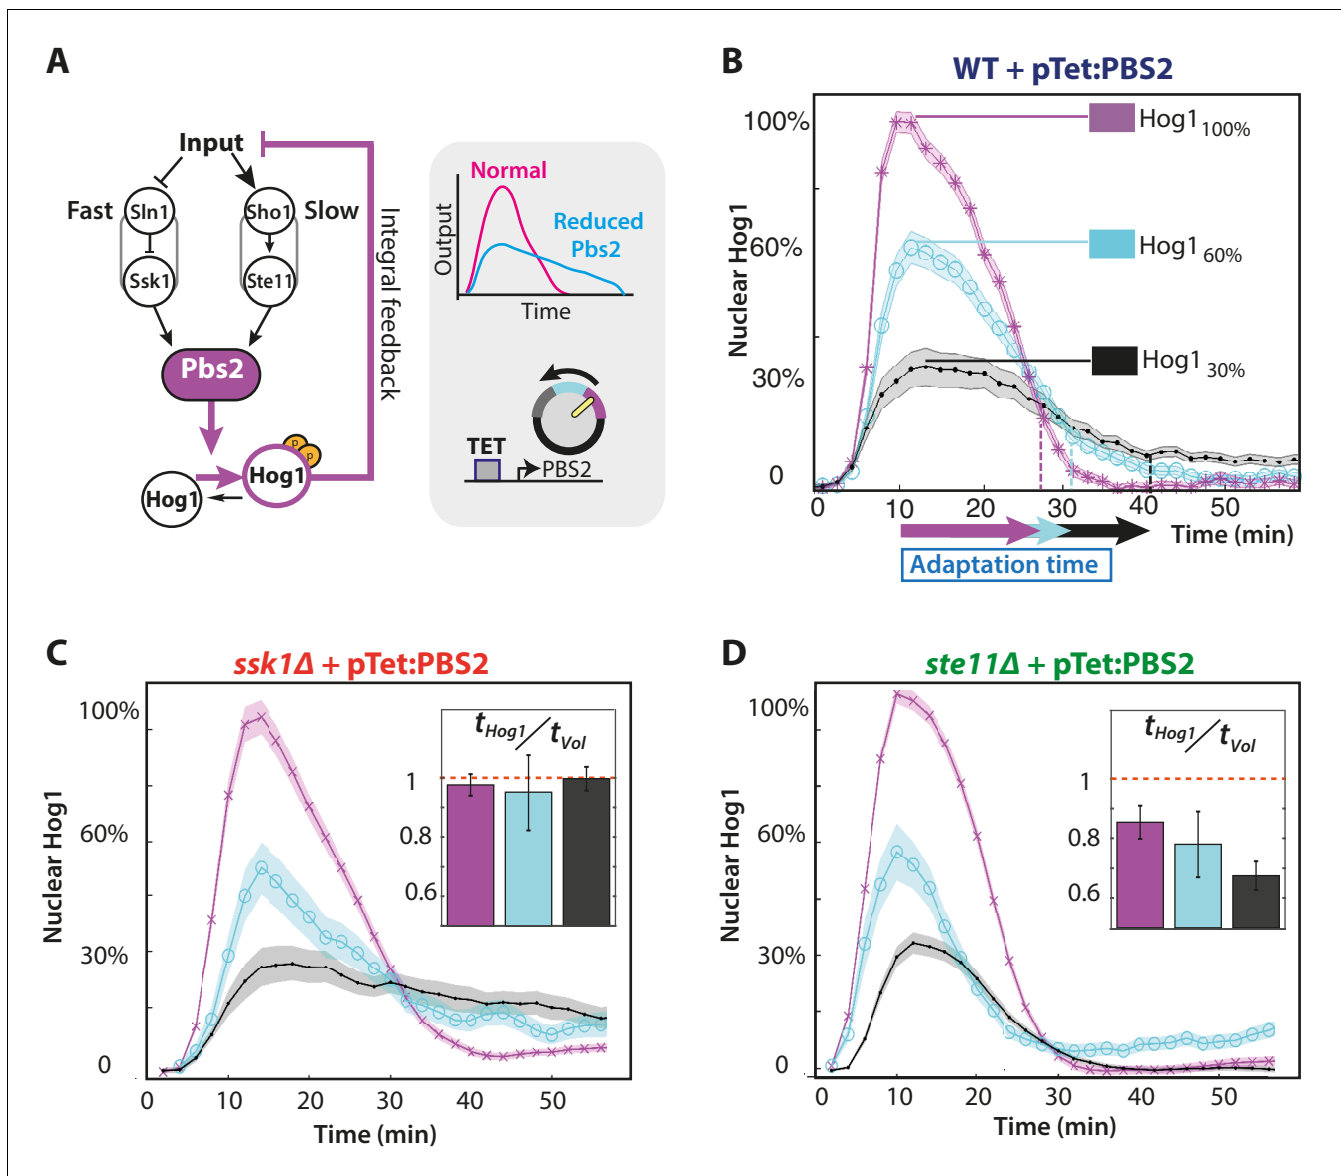 A
Input
Fast
Sln1
Sho1
Slow
Ssk1
Ste11
Pbs2
Hog1
Hog1
P
P
Integral feedback
Normal
Reduced
Pbs2
Output
Time
TET
PBS2
B
WT + pTet:PBS2
Nuclear Hog1
100%
60%
30%
0
Hog1 100%
Hog1 60%
Hog1 30%
0 10 20 30 40
Time (min)
Adaptation time
C
ssk1Δ + pTet:PBS2
Nuclear Hog1
100%
60%
30%
0
tHog1/tVol
1
0.8
0.6
0 10 20 30 40 50
Time (min)
D
ste11Δ + pTet:PBS2
Nuclear Hog1
100%
60%
30%
0
tHog1/tVol
1
0.8
0.6
0 10 20 30 40 50
Time (min)